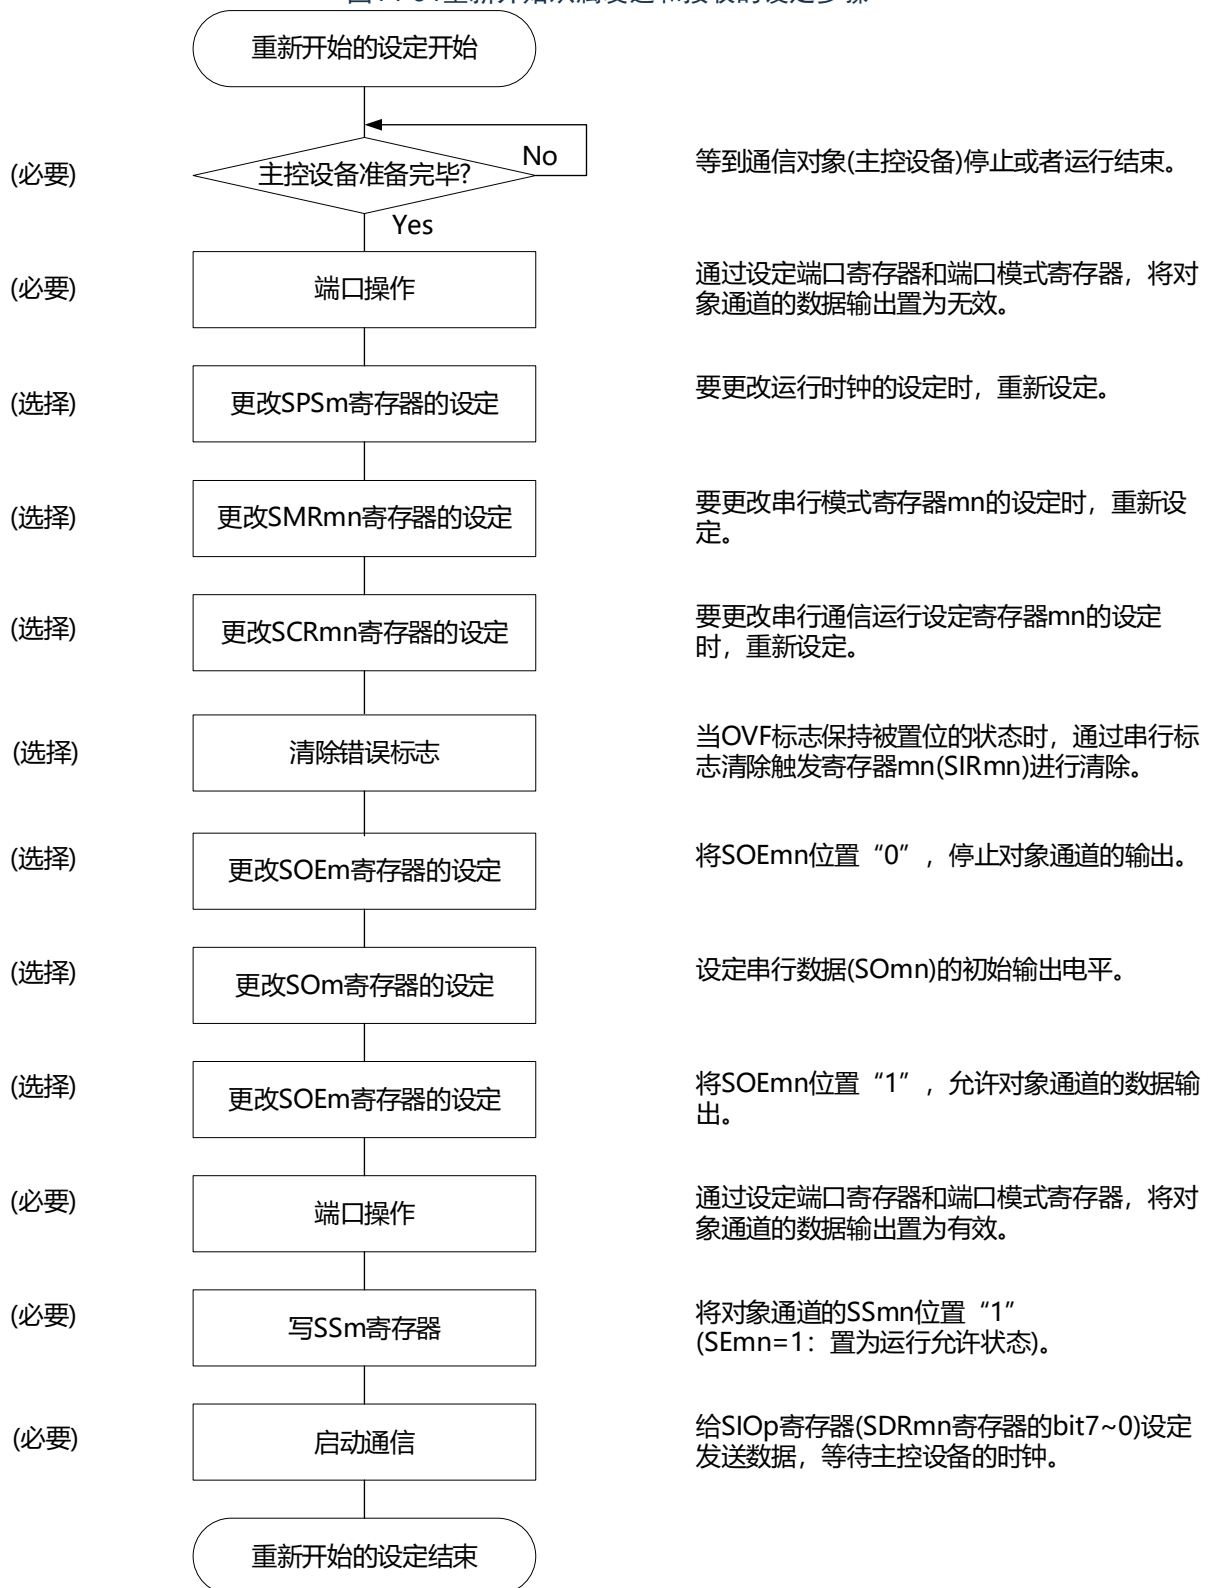 重新开始的设定开始
No
(必要)
主控设备准备完毕?
等到通信对象(主控设备)停止或者运行结束。
Yes
(必要)
端口操作
通过设定端口寄存器和端口模式寄存器，将对
象通道的数据输出置为无效。
(选择)
更改SPSm寄存器的设定
要更改运行时钟的设定时，重新设定。
(选择)
更改SMRmn寄存器的设定
要更改串行模式寄存器mn的设定时，重新设
定。
(选择)
更改SCRmn寄存器的设定
要更改串行通信运行设定寄存器mn的设定
时，重新设定。
(选择)
清除错误标志
当OVF标志保持被置位的状态时，通过串行标
志清除触发寄存器mn(SIRmn)进行清除。
(选择)
更改SOEm寄存器的设定
将SOEmn位置“0”，停止对象通道的输出。
(选择)
更改SOm寄存器的设定
设定串行数据(SOmn)的初始输出电平。
(选择)
更改SOEm寄存器的设定
将SOEmn位置“1”，允许对象通道的数据输
出。
(必要)
端口操作
通过设定端口寄存器和端口模式寄存器，将对
象通道的数据输出置为有效。
(必要)
写SSm寄存器
将对象通道的SSmn位置“1”
(SEmn=1：置为运行允许状态)。
(必要)
启动通信
给SIOp寄存器(SDRmn寄存器的bit7~0)设定
发送数据，等待主控设备的时钟。
重新开始的设定结束